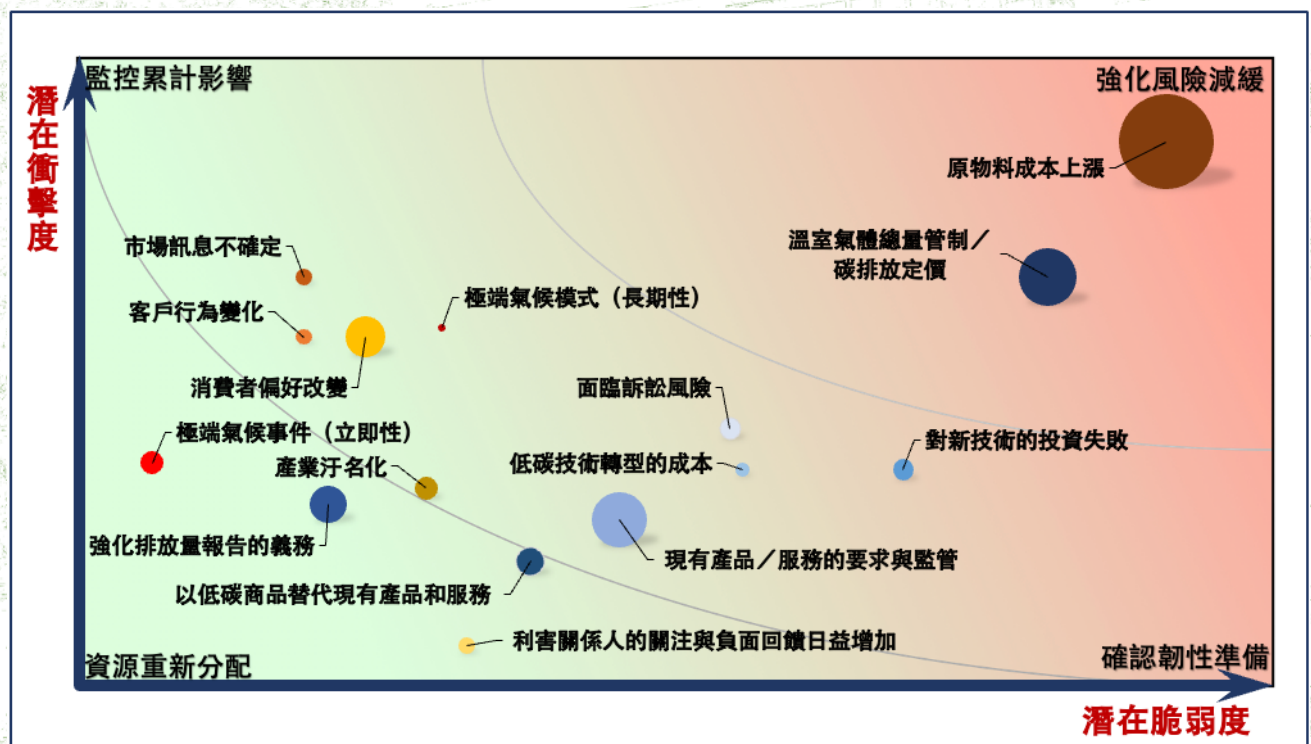 監控累計影響
強化風險減緩
潛在衝擊度
原物料成本上漲
溫室氣體總量管制／
碳排放定價
市場訊息不確定
極端氣候模式（長期性）
客戶行為變化
消費者偏好改變
面臨訴訟風險
極端氣候事件（立即性）
對新技術的投資失敗
產業汙名化
低碳技術轉型的成本
強化排放量報告的義務
現有產品／服務的要求與監管
以低碳商品替代現有產品和服務
利害關係人的關注與負面回饋日益增加
資源重新分配
確認韌性準備
潛在脆弱度